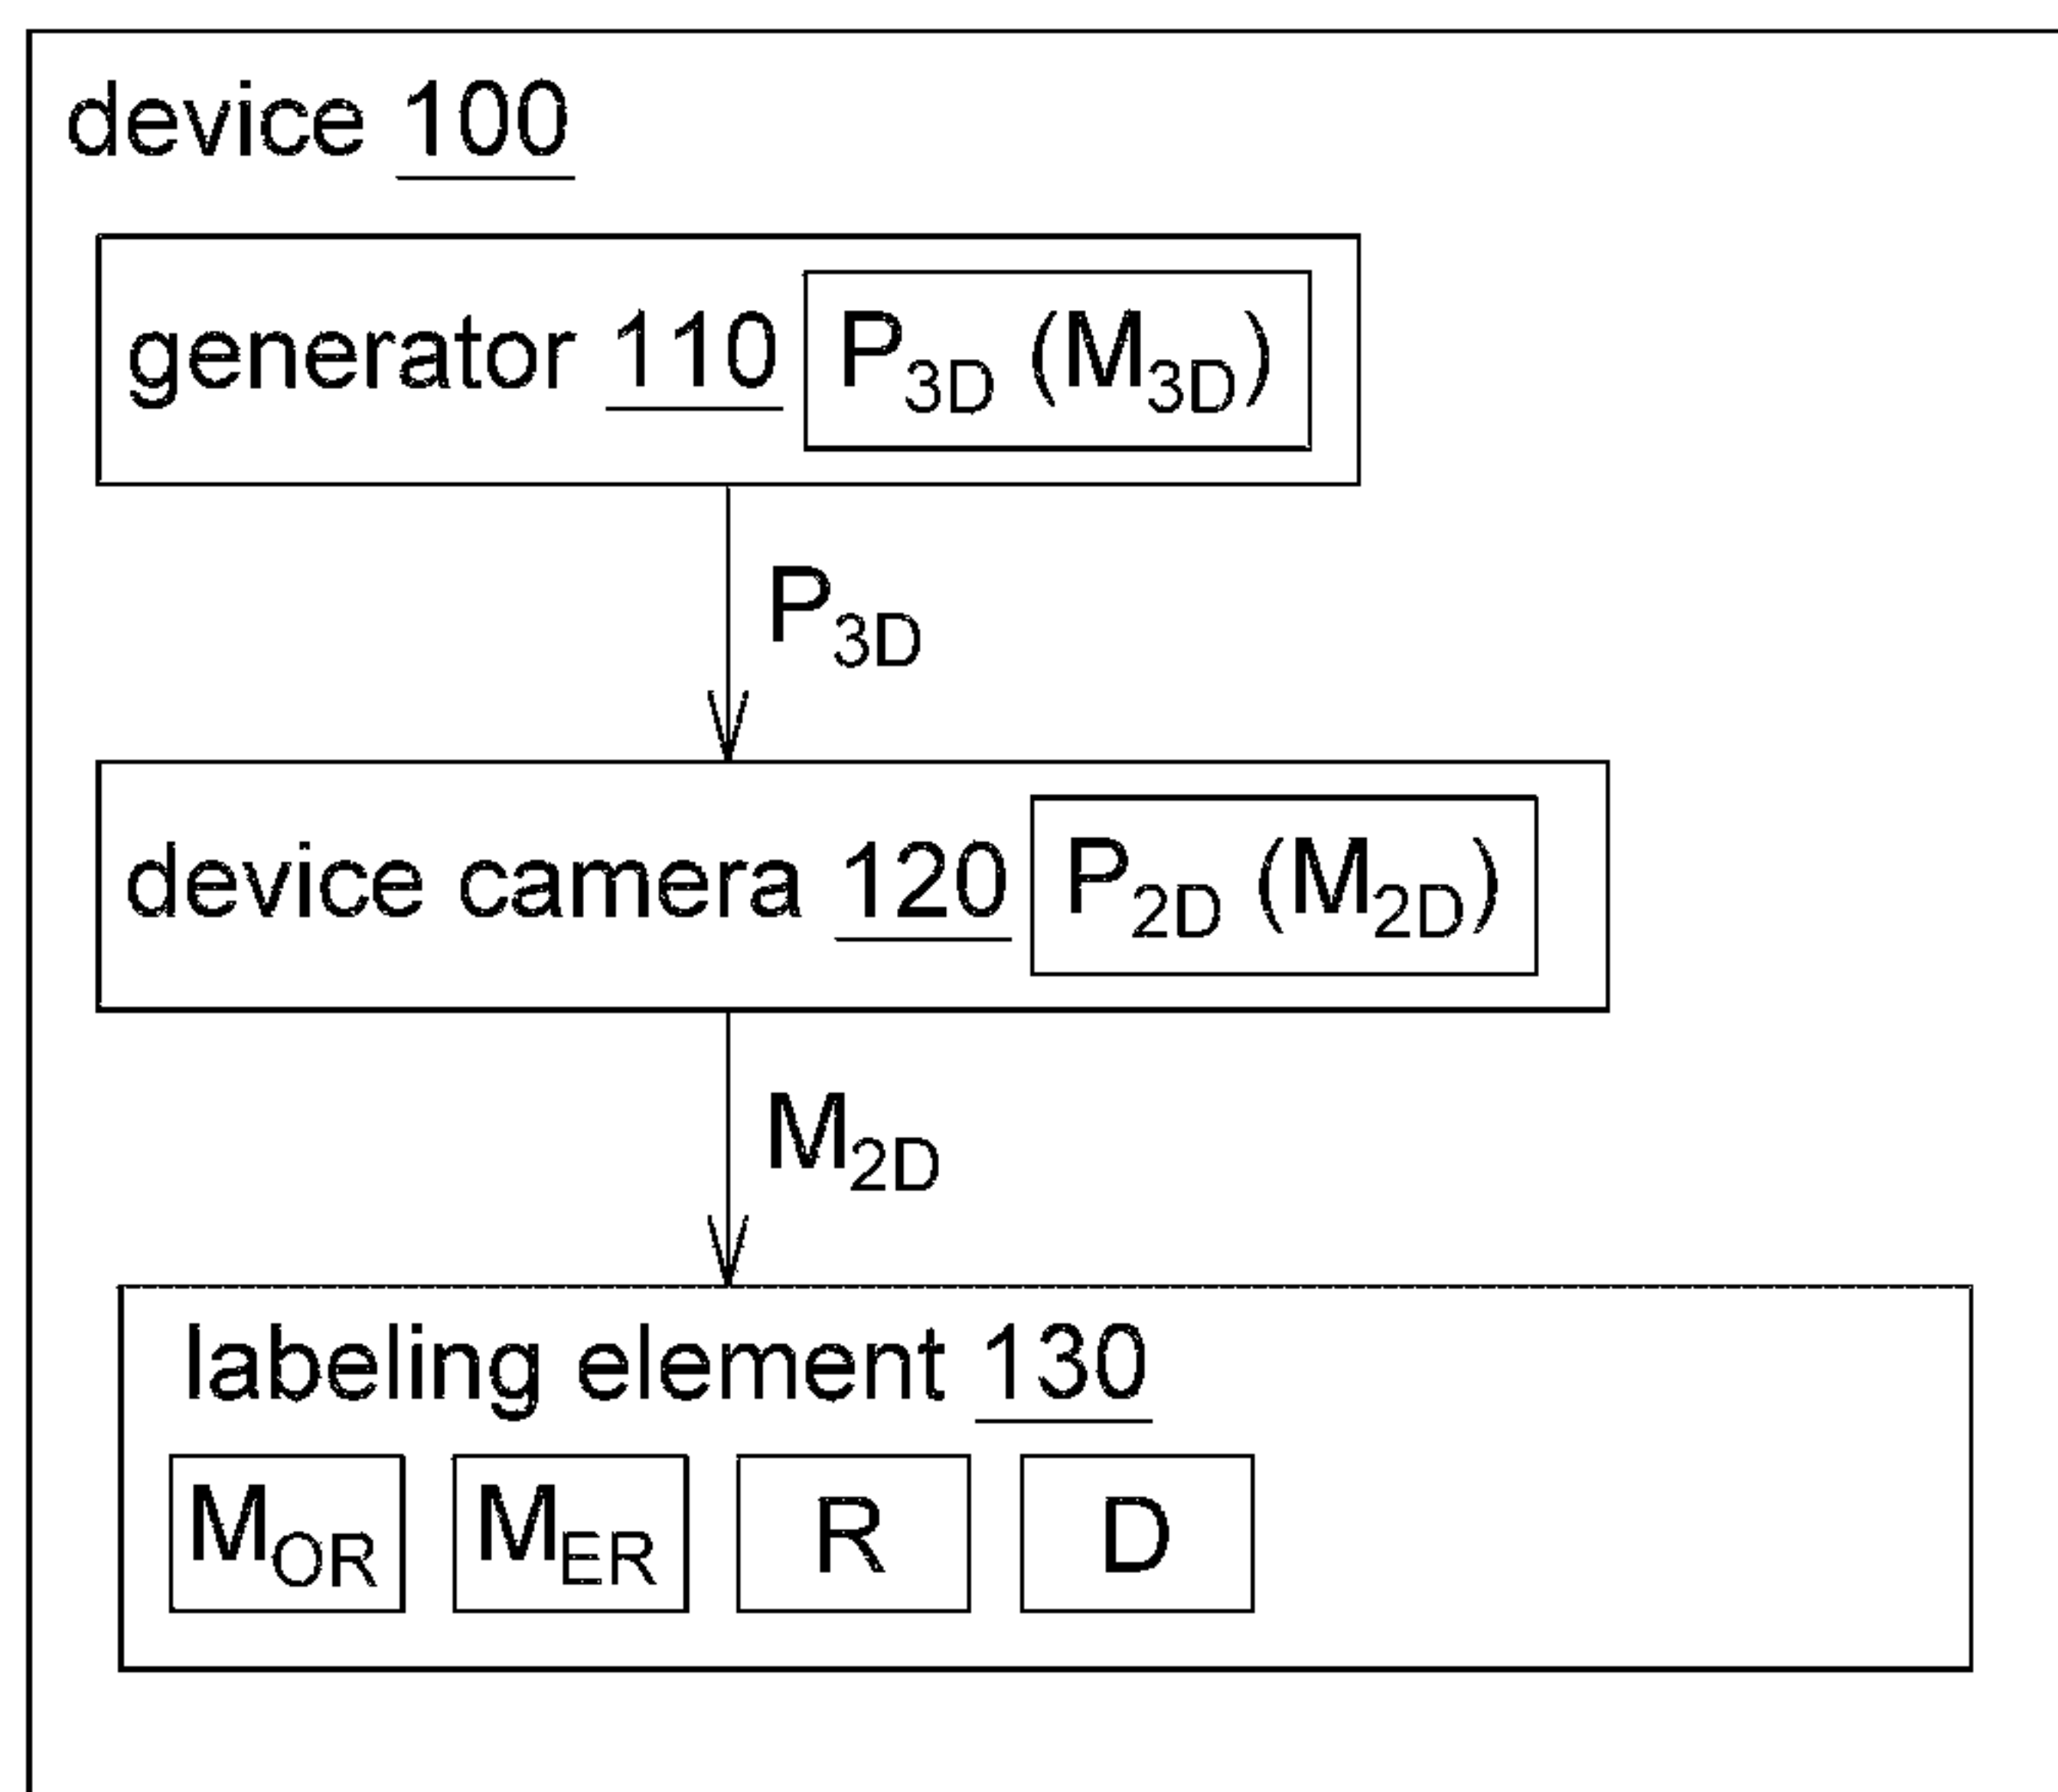 device 100
generator 110 P3D (M3D)
P3D
device camera 120 P2D (M2D)
M2D
labeling element 130
MOR MER R D